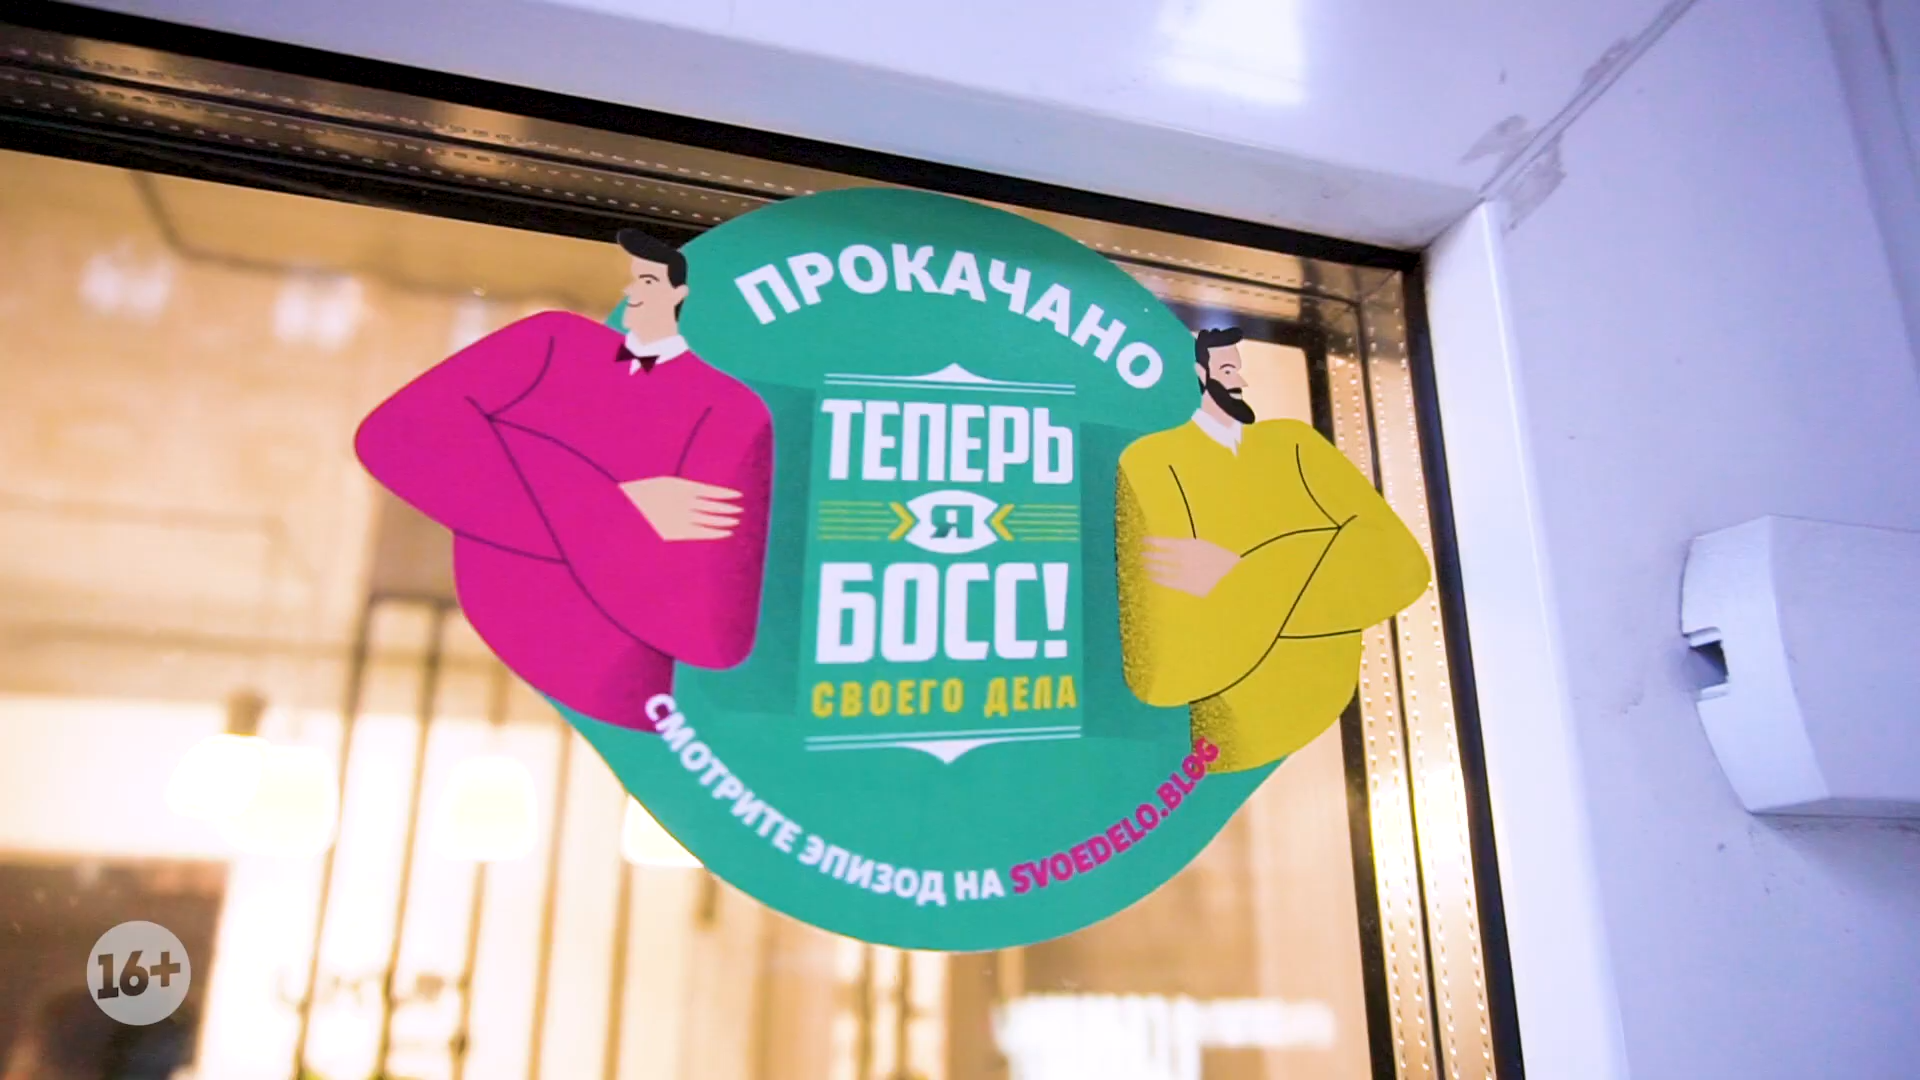 ПРОКАЧАНО
ТЕПЕРЬ
Я
БОСС!
СВОЕГО ДЕЛА
СМОТРИТЕ ЭПИЗОД НА SVOEDELO.BLOG
16+